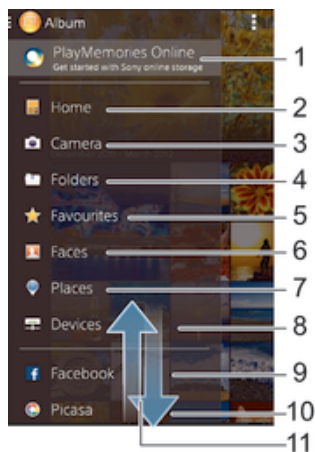 Album
PlayMemories Online
Get started with Sony online storage
1
Home
2
Camera
3
Folders
4
Favourites
5
Faces
6
Places
7
Devices
8
Facebook
9
Picasa
10
11